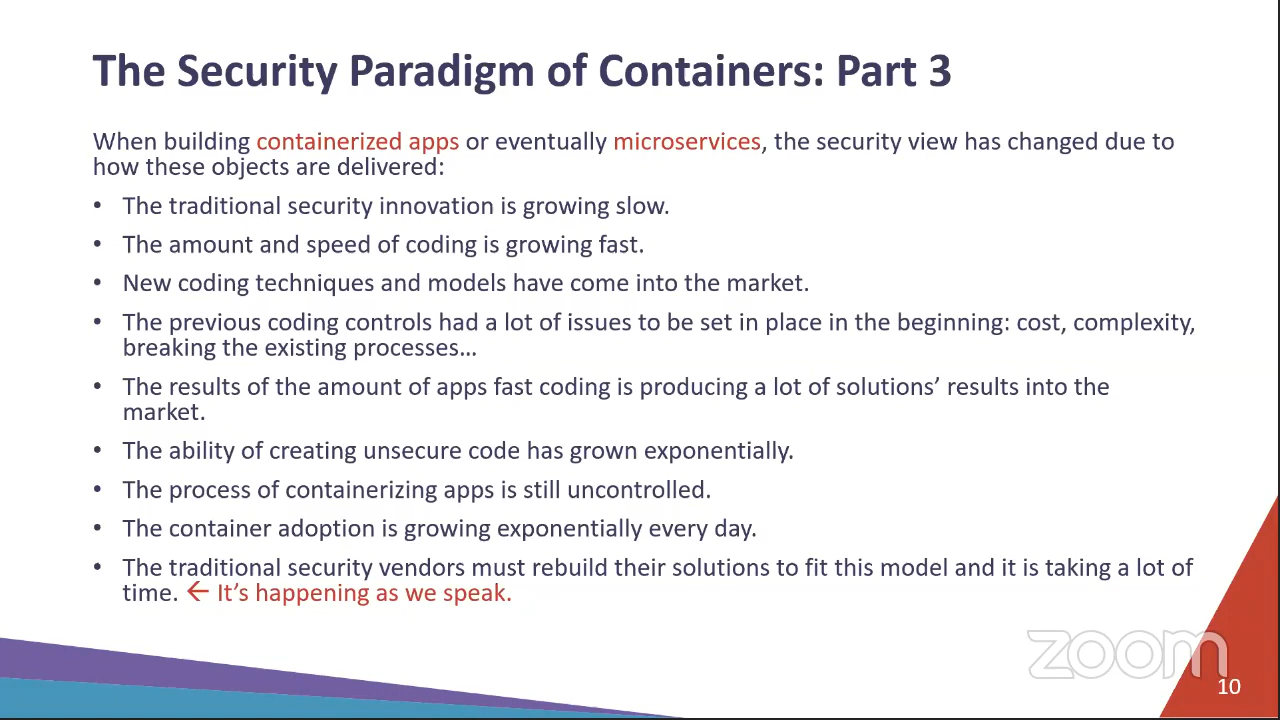 The Security Paradigm of Containers: Part 3
When building containerized apps or eventually microservices, the security view has changed due to
how these objects are delivered:
• The traditional security innovation is growing slow.
• The amount and speed of coding is growing fast.
• New coding techniques and models have come into the market.
• The previous coding controls had a lot of issues to be set in place in the beginning: cost, complexity,
breaking the existing processes…
• The results of the amount of apps fast coding is producing a lot of solutions’ results into the
market.
• The ability of creating unsecure code has grown exponentially.
• The process of containerizing apps is still uncontrolled.
• The container adoption is growing exponentially every day.
• The traditional security vendors must rebuild their solutions to fit this model and it is taking a lot of
time. ← It’s happening as we speak.
zoom
10